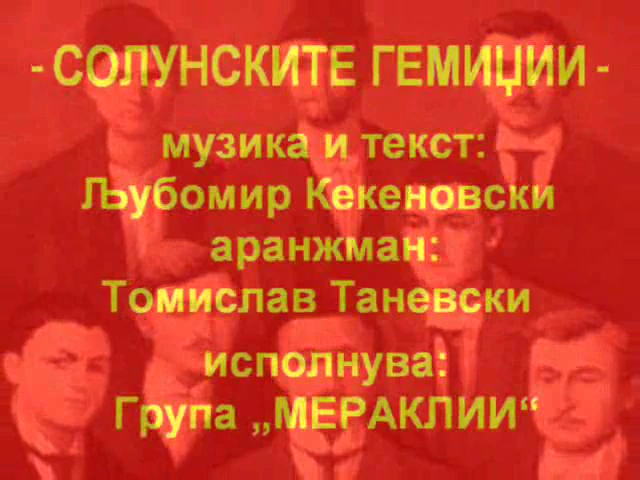 - СОЛУНСКИТЕ ГЕМИЏИИ -
музика и текст:
Љубомир Кекеновски
аранжман:
Томислав Таневски
исполнува:
Група „МЕРАКЛИИ“